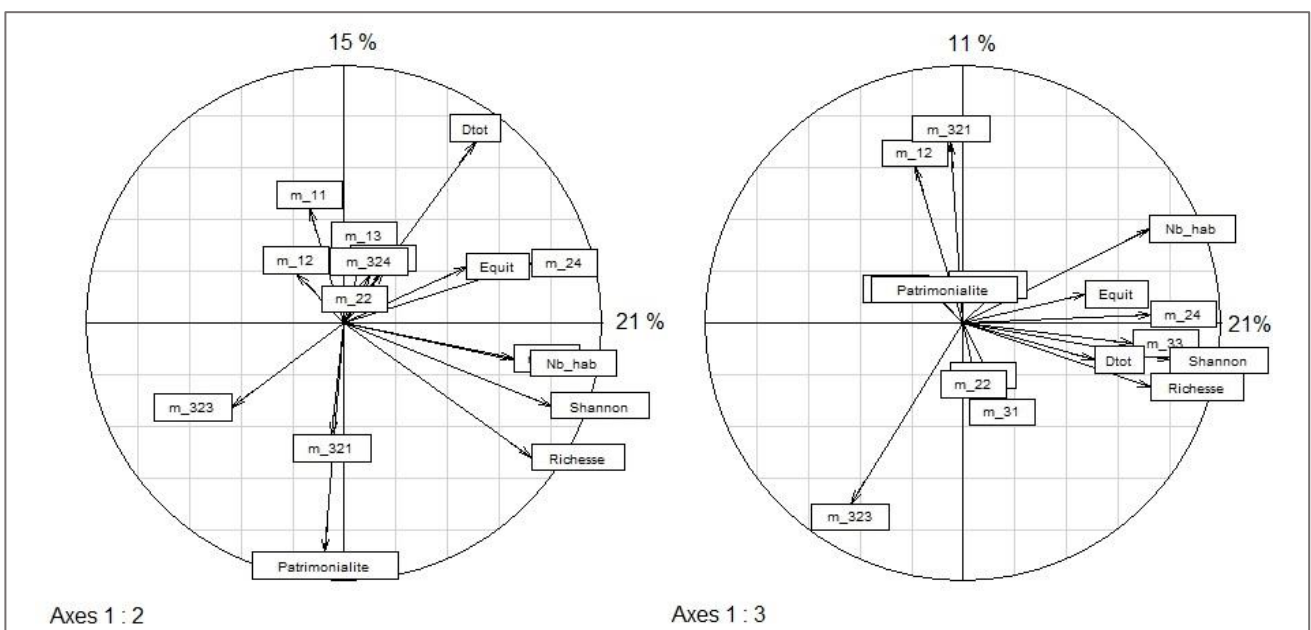 15 %
Dtot
m_11
m_13
m_12
m_324
Equit
m_24
m_22
21 %
Nb_hab
m_323
Shannon
m_321
Richesse
Patrimonialite
Axes 1 : 2
11 %
m_321
m_12
Nb_hab
Patrimonialite
Equit
m_24
21%
m_33
Dtot
Shannon
m_22
Richesse
m_31
m_323
Axes 1 : 3